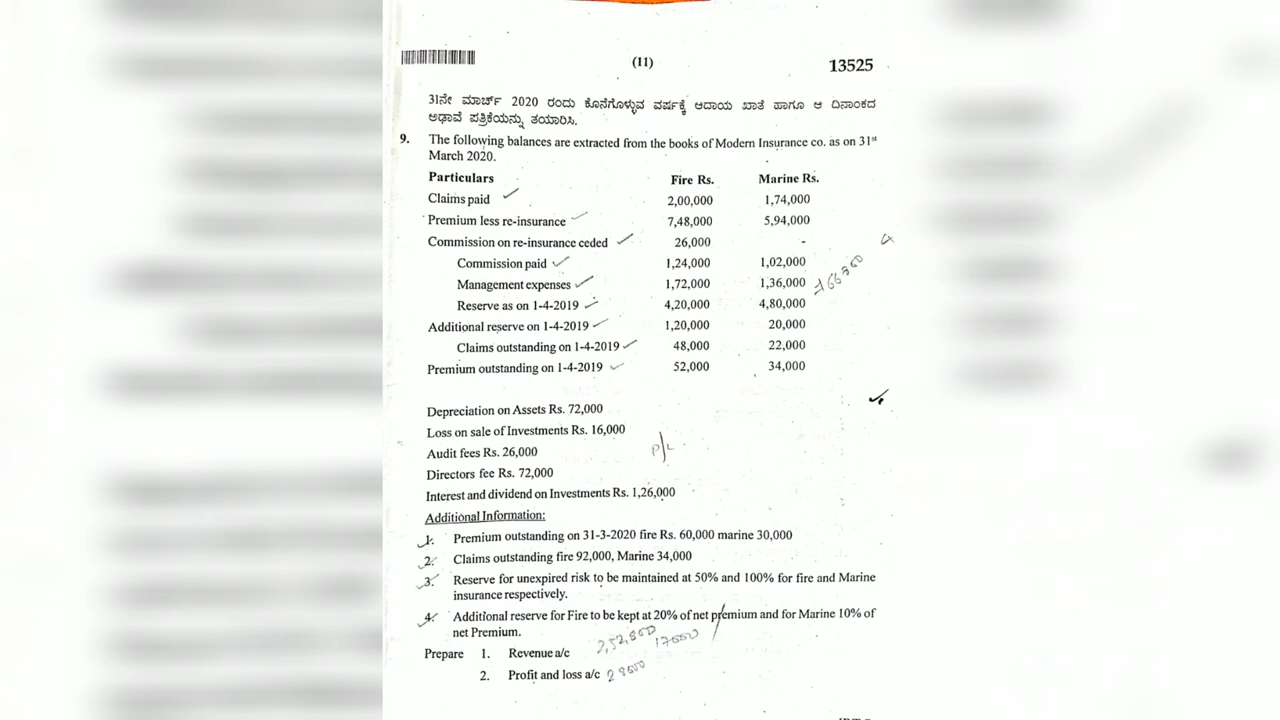 (11)
13525
31ನೇ ಮಾರ್ಚ್ 2020 ರಂದು ಕೊನೆಗೊಳ್ಳುವ ವರ್ಷಕ್ಕೆ ಆದಾಯ ಖಾತೆ ಹಾಗೂ ಆ ದಿನಾಂಕದ
ಅಢಾವೆ ಪತ್ರಿಕೆಯನ್ನು ತಯಾರಿಸಿ.
9. The following balances are extracted from the books of Modern Insurance co. as on 31st
March 2020.
Particulars Fire Rs. Marine Rs.
Claims paid 2,00,000 1,74,000
Premium less re-insurance 7,48,000 5,94,000
Commission on re-insurance ceded 26,000 -
Commission paid 1,24,000 1,02,000
Management expenses 1,72,000 1,36,000
Reserve as on 1-4-2019 4,20,000 4,80,000
Additional reserve on 1-4-2019 1,20,000 20,000
Claims outstanding on 1-4-2019 48,000 22,000
Premium outstanding on 1-4-2019 52,000 34,000
Depreciation on Assets Rs. 72,000
Loss on sale of Investments Rs. 16,000
Audit fees Rs. 26,000
P/L
Directors fee Rs. 72,000
Interest and dividend on Investments Rs. 1,26,000
Additional Information:
1. Premium outstanding on 31-3-2020 fire Rs. 60,000 marine 30,000
2. Claims outstanding fire 92,000, Marine 34,000
3. Reserve for unexpired risk to be maintained at 50% and 100% for fire and Marine
insurance respectively.
4. Additional reserve for Fire to be kept at 20% of net premium and for Marine 10% of
net Premium.
Prepare 1. Revenue a/c
2. Profit and loss a/c